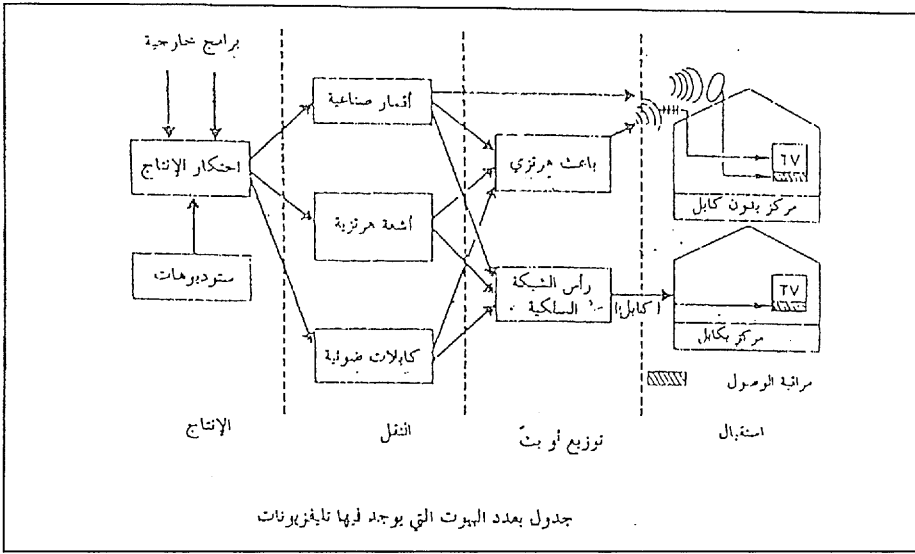 برامج خارجية
احتكار الإنتاج
ستوديوهات
أقمار صناعية
أشعة هرتزية
كابلات ضوئية
باعث هرتزي
رأس الشبكة
السلكية
(كابل)
TV
مركز بدون كابل
TV
مركز بكابل
مراقبة الوصول
الإنتاج
النقل
توزيع أو بثّ
استقبال
جدول بعدد البيوت التي يوجد فيها تليفزيونات